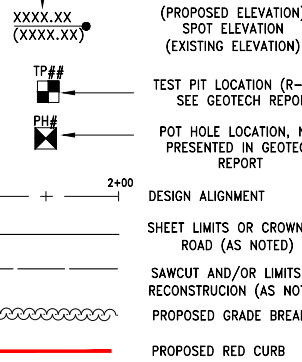 XXXX.XX
(XXXX.XX)
(PROPOSED ELEVATION)
SPOT ELEVATION
(EXISTING ELEVATION)
TP##
TEST PIT LOCATION (R-
SEE GEOTECH REPO
PH#
POT HOLE LOCATION, N
PRESENTED IN GEOTEC
REPORT
2+00
DESIGN ALIGNMENT
SHEET LIMITS OR CROWN
ROAD (AS NOTED)
SAWCUT AND/OR LIMITS
RECONSTRUCION (AS NOT
PROPOSED GRADE BREA
PROPOSED RED CURB